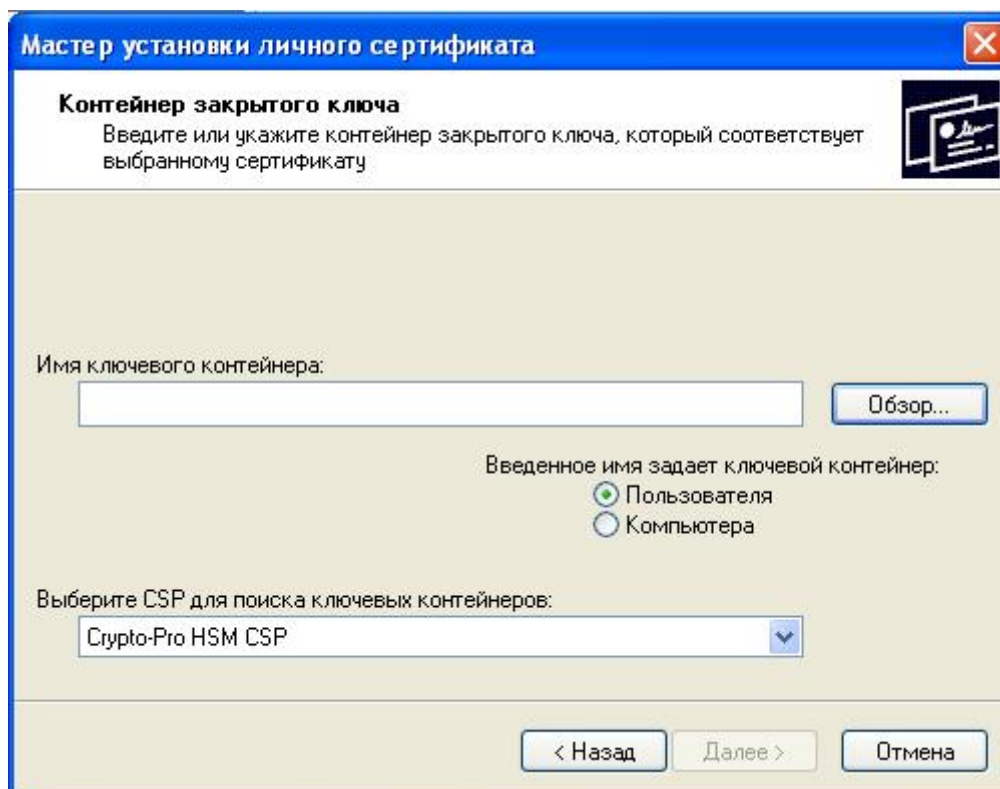 Мастер установки личного сертификата
Контейнер закрытого ключа
Введите или укажите контейнер закрытого ключа, который соответствует
выбранному сертификату
Имя ключевого контейнера:
Обзор...
Введенное имя задает ключевой контейнер:
Пользователя
Компьютера
Выберите CSP для поиска ключевых контейнеров:
Crypto-Pro HSM CSP
< Назад
Далее >
Отмена